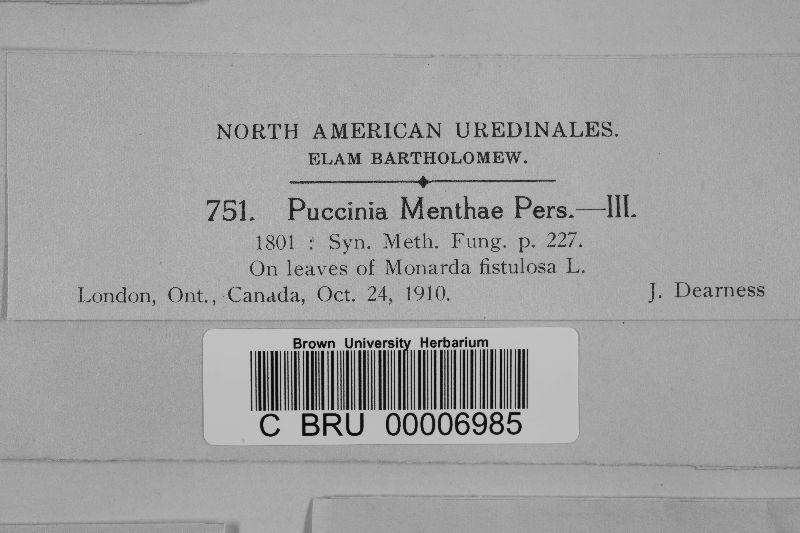 NORTH AMERICAN UREDINALES.
ELAM BARTHOLOMEW.
751. Puccinia Menthae Pers.—III.
1801 : Syn. Meth. Fung. p. 227.
On leaves of Monarda fistulosa L.
London, Ont., Canada, Oct. 24, 1910. J. Dearness
Brown University Herbarium
C BRU 00006985